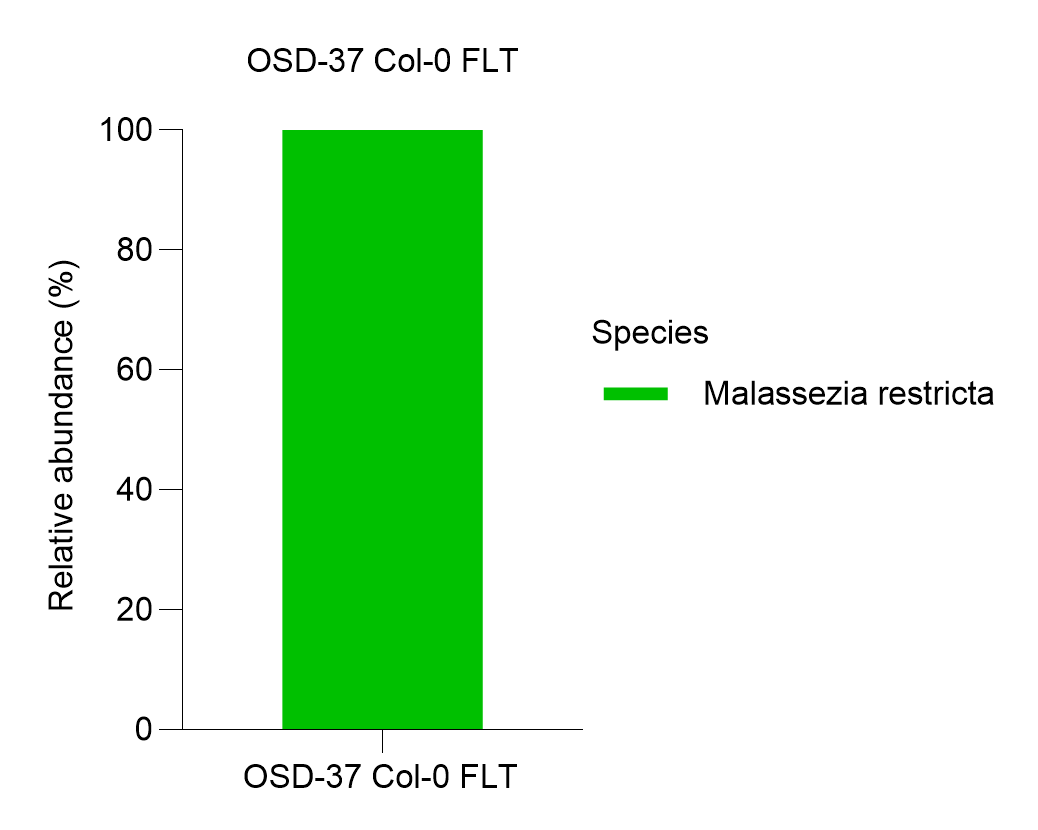 OSD-37 Col-0 FLT
100
80
60
40
20
0
Relative abundance (%)
OSD-37 Col-0 FLT
Species
Malassezia restricta